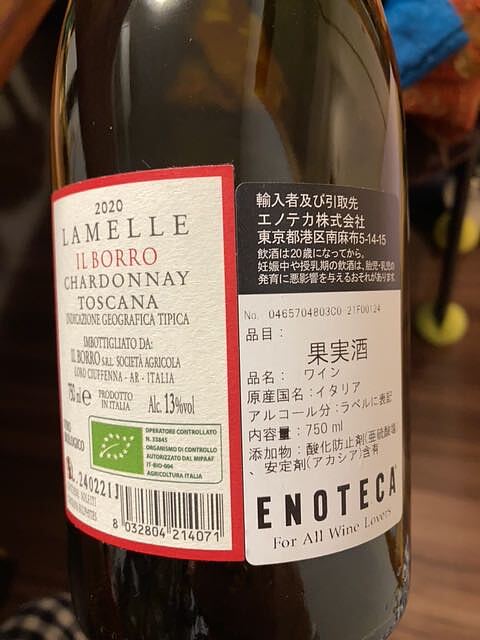 2020
LAMELLE
IL BORRO
CHARDONNAY
TOSCANA
INDICAZIONE GEOGRAFICA TIPICA
IMBOTTIGLIATO DA:
IL BORRO S.R.L. SOCIETÀ AGRICOLA
LORO CIUFFENNA - AR - ITALIA
750 ml e PRODOTTO IN ITALIA Alc. 13%vol
OPERATORE CONTROLLATO
N. 33845
ORGANISMO DI CONTROLLO
AUTORIZZATO DAL MIPAAF
IT-BIO-004
AGRICOLTURA ITALIA
L. 2402213
8 032804 214071
輸入者及び引取先
エノテカ株式会社
東京都港区南麻布5-14-15
飲酒は20歳になってから。
妊娠中や授乳期の飲酒は、胎児・乳児の
発育に悪影響を与えるおそれがあります。
No. 0465704803C0-21F00124
品目：
果実酒
品名： ワイン
原産国名：イタリア
アルコール分：ラベルに表記
内容量：750 ml
添加物：酸化防止剤(亜硫酸塩)
、安定剤(アカシア)含有
ENOTECA
For All Wine Lovers